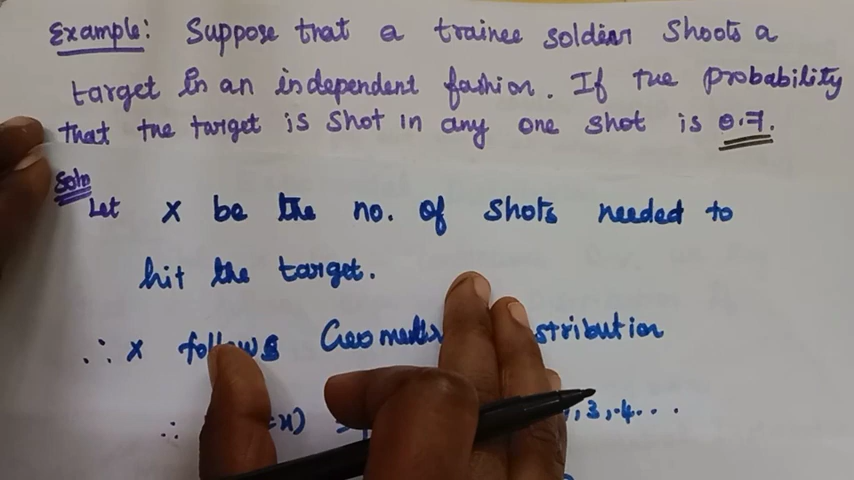 Example: Suppose that a trainee soldier shoots a
target in an independent fashion. If the probability
that the target is shot in any one shot is 0.7.
Soln
Let X be the no. of shots needed to
hit the target.
∴ X follows
∴ =x) , 3, 4...